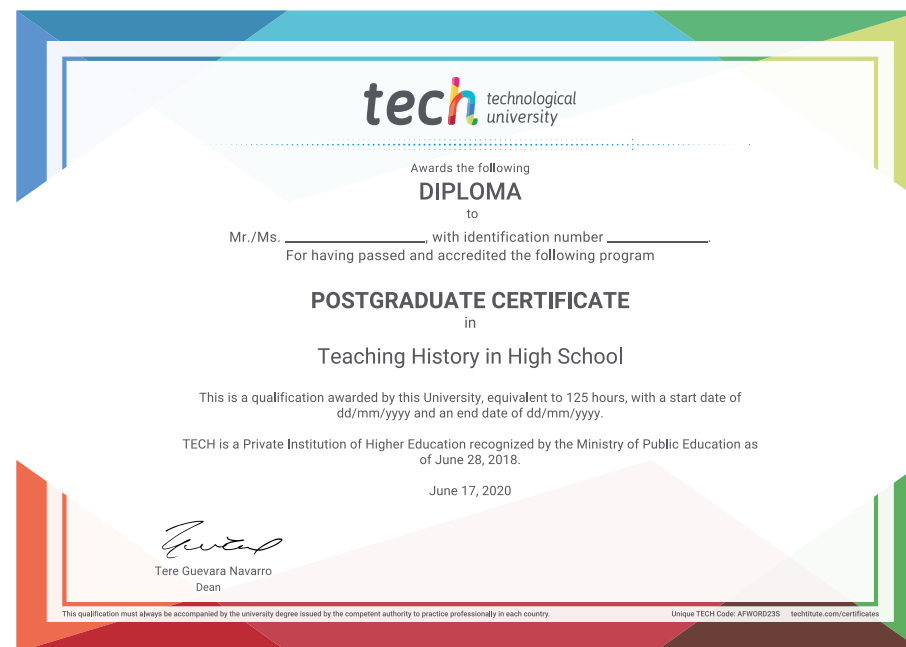 tech technological
university
Awards the following
DIPLOMA
to
Mr./Ms. ____________________, with identification number ______________.
For having passed and accredited the following program
POSTGRADUATE CERTIFICATE
in
Teaching History in High School
This is a qualification awarded by this University, equivalent to 125 hours, with a start date of
dd/mm/yyyy and an end date of dd/mm/yyyy.
TECH is a Private Institution of Higher Education recognized by the Ministry of Public Education as
of June 28, 2018.
June 17, 2020
Tere Guevara Navarro
Dean
This qualification must always be accompanied by the university degree issued by the competent authority to practice professionally in each country. Unique TECH Code: AFWORD23S techtitute.com/certificates